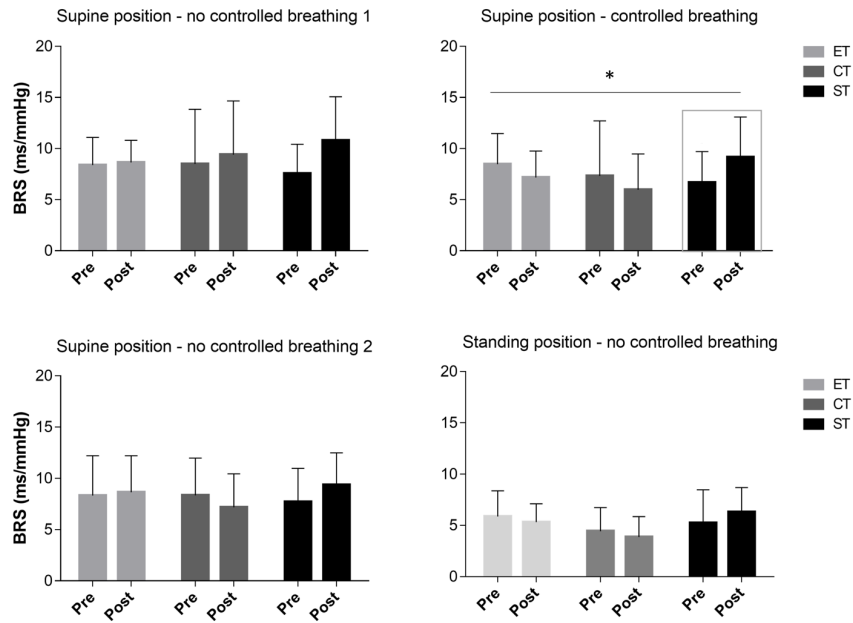 Supine position - no controlled breathing 1
BRS (ms/mmHg)
20
15
10
5
0
Pre Post Pre Post Pre Post
Supine position - controlled breathing
20
15
10
5
0
*
Pre Post Pre Post Pre Post
ET
CT
ST
Supine position - no controlled breathing 2
BRS (ms/mmHg)
20
15
10
5
0
Pre Post Pre Post Pre Post
Standing position - no controlled breathing
20
15
10
5
0
Pre Post Pre Post Pre Post
ET
CT
ST